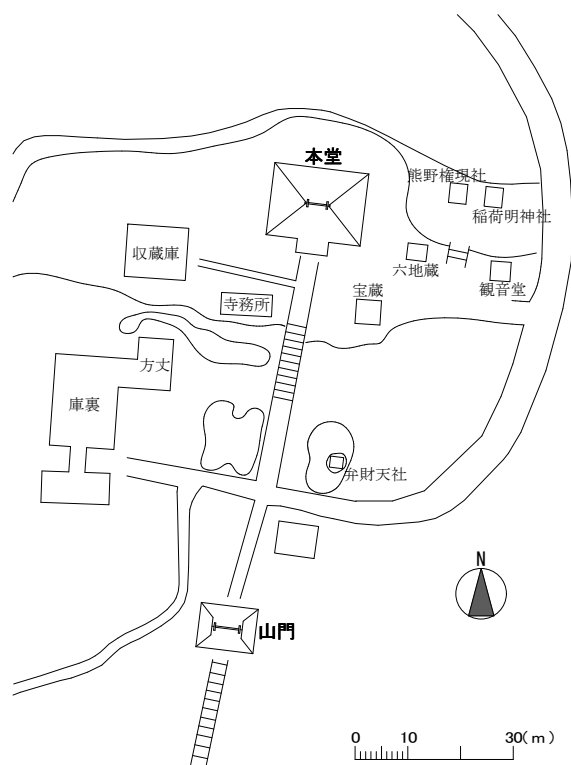 本堂
熊野権現社
稲荷明神社
収蔵庫
六地蔵
観音堂
寺務所
宝蔵
方丈
庫裏
弁財天社
N
山門
0 10 30(m)